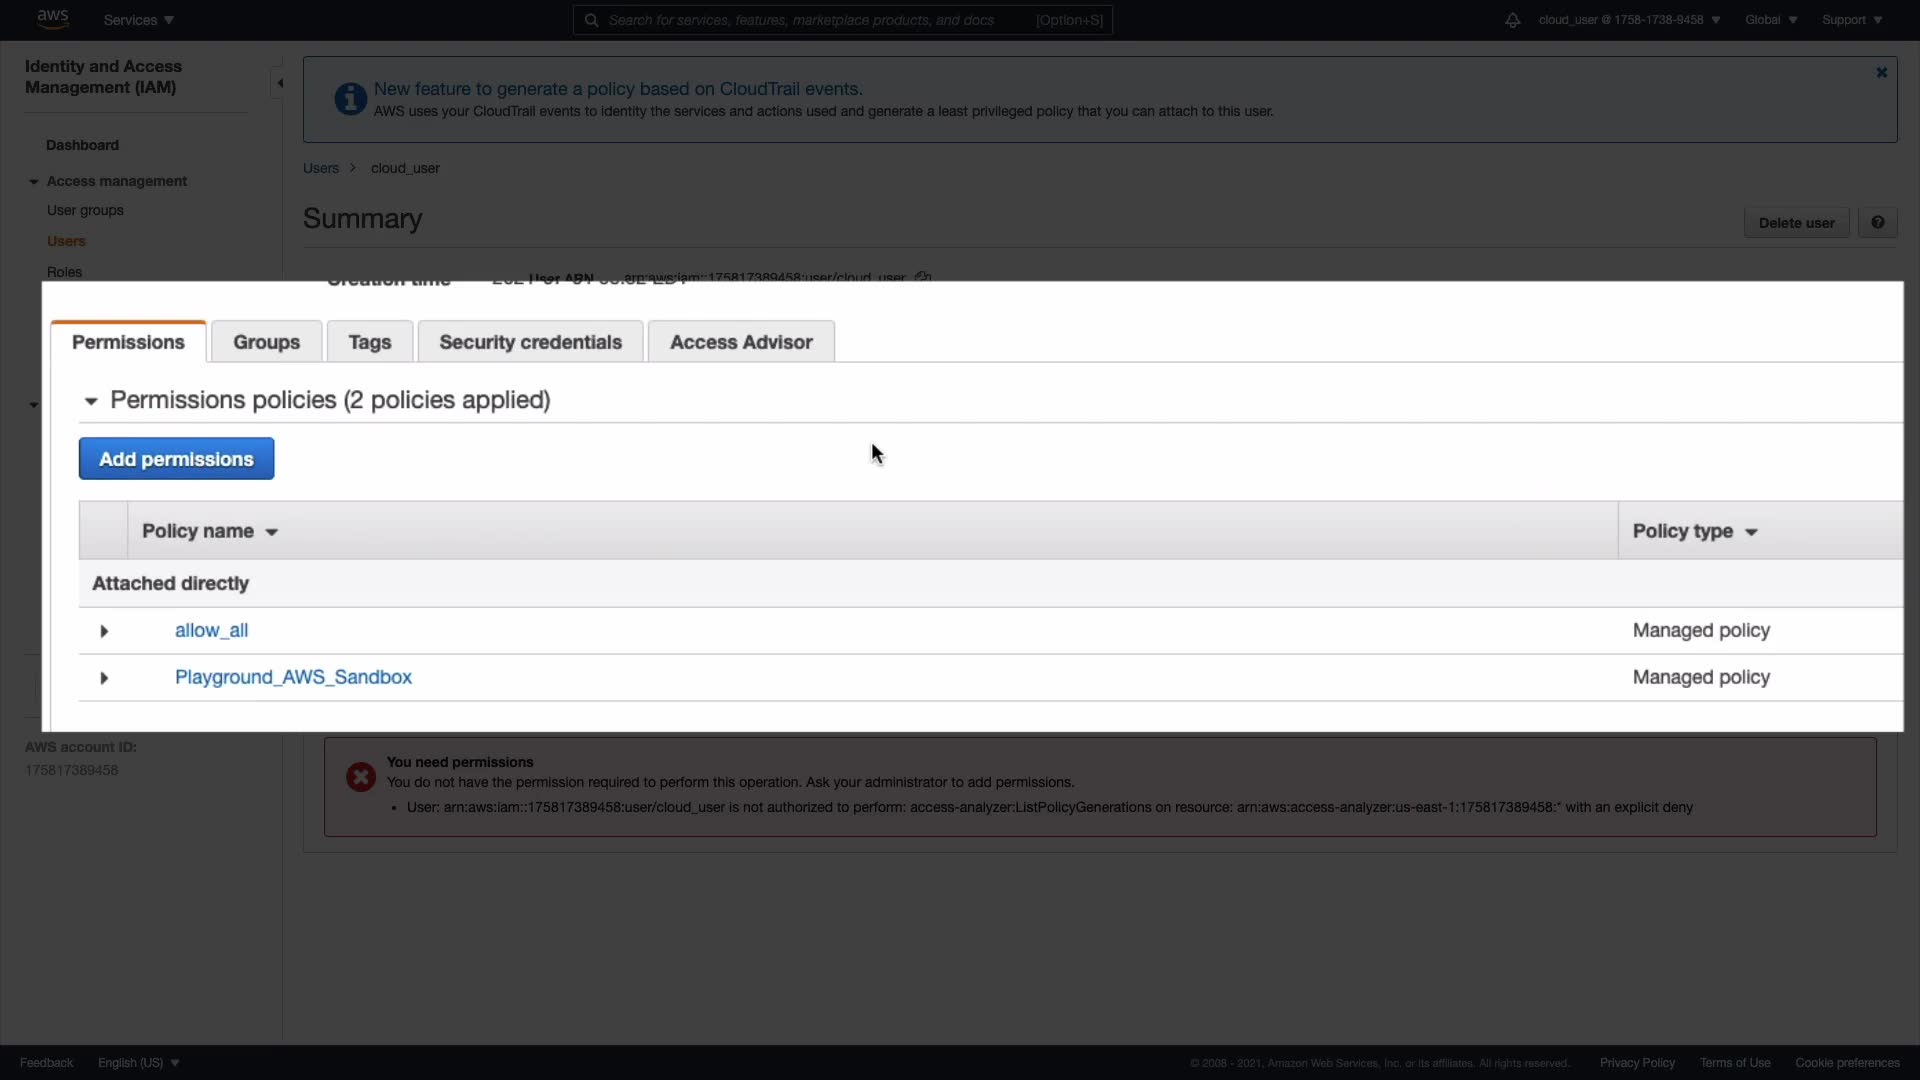 aws
Services
Search for services, features, marketplace products, and docs [Option+S]
cloud_user @ 1758-1738-9458
Global
Support
Identity and Access
Management (IAM)
New feature to generate a policy based on CloudTrail events.
AWS uses your CloudTrail events to identify the services and actions used and generate a least privileged policy that you can attach to this user.
Dashboard
Users > cloud_user
Access management
User groups
Summary
Delete user
Users
Roles
User ARN arn:aws:iam::175817389458:user/cloud_user
Creation time
Permissions
Groups
Tags
Security credentials
Access Advisor
Permissions policies (2 policies applied)
Add permissions
Policy name
Policy type
Attached directly
allow_all
Managed policy
Playground_AWS_Sandbox
Managed policy
AWS account ID:
175817389458
You need permissions
You do not have the permission required to perform this operation. Ask your administrator to add permissions.
• User: arn:aws:iam::175817389458:user/cloud_user is not authorized to perform: access-analyzer:ListPolicyGenerations on resource: arn:aws:access-analyzer:us-east-1:175817389458:* with an explicit deny
Feedback
English (US)
© 2008 - 2021, Amazon Web Services, Inc. or its affiliates. All rights reserved.
Privacy Policy
Terms of Use
Cookie preferences